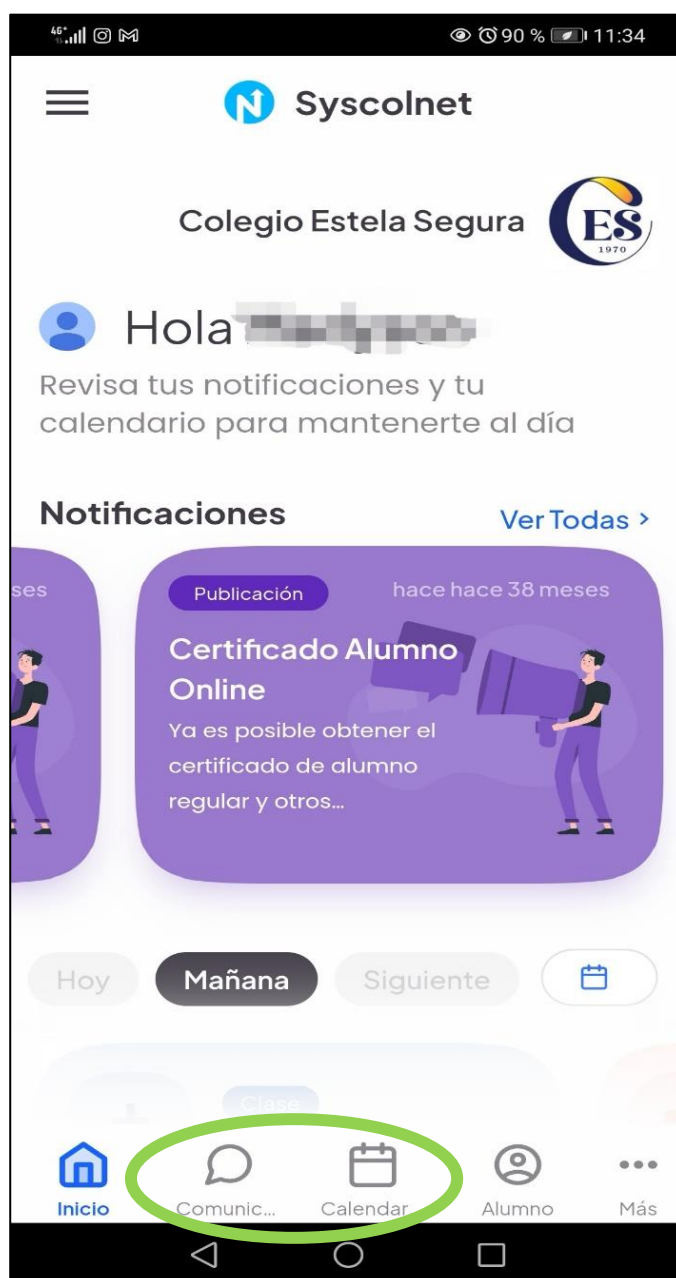 4G+
90 %
11:34
Syscolnet
Colegio Estela Segura
CES
1970
Hola
Revisa tus notificaciones y tu
calendario para mantenerte al día
Notificaciones
Ver Todas >
ses
Publicación
hace hace 38 meses
Certificado Alumno
Online
Ya es posible obtener el
certificado de alumno
regular y otros...
Hoy
Mañana
Siguiente
Clase
Inicio
Comunic...
Calendar
Alumno
Más